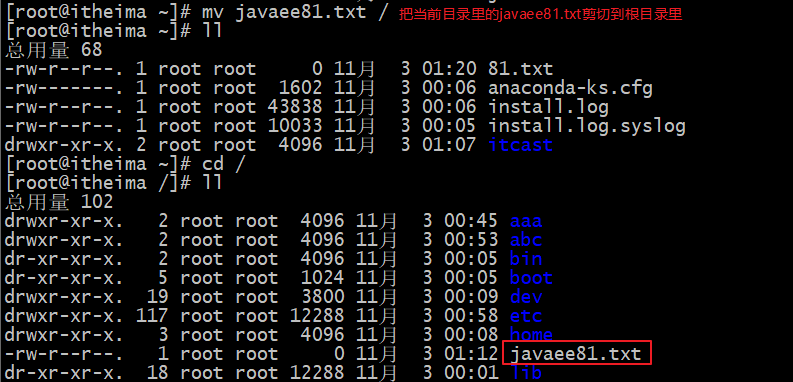 [root@itheima ~]# mv javaee81.txt / 把当前目录里的javaee81.txt剪切到根目录里
[root@itheima ~]# ll
总用量 68
-rw-r--r--. 1 root root     0 11月  3 01:20 81.txt
-rw-------. 1 root root  1602 11月  3 00:06 anaconda-ks.cfg
-rw-r--r--. 1 root root 43838 11月  3 00:06 install.log
-rw-r--r--. 1 root root 10033 11月  3 00:05 install.log.syslog
drwxr-xr-x. 2 root root  4096 11月  3 01:07 itcast
[root@itheima ~]# cd /
[root@itheima /]# ll
总用量 102
drwxr-xr-x.   2 root root  4096 11月  3 00:45 aaa
drwxr-xr-x.   2 root root  4096 11月  3 00:53 abc
dr-xr-xr-x.   2 root root  4096 11月  3 00:05 bin
dr-xr-xr-x.   5 root root  1024 11月  3 00:05 boot
drwxr-xr-x.  19 root root  3800 11月  3 00:09 dev
drwxr-xr-x. 117 root root 12288 11月  3 00:58 etc
drwxr-xr-x.   3 root root  4096 11月  3 00:08 home
-rw-r--r--.   1 root root     0 11月  3 01:12 javaee81.txt
dr-xr-xr-x.  18 root root 12288 11月  3 00:01 lib